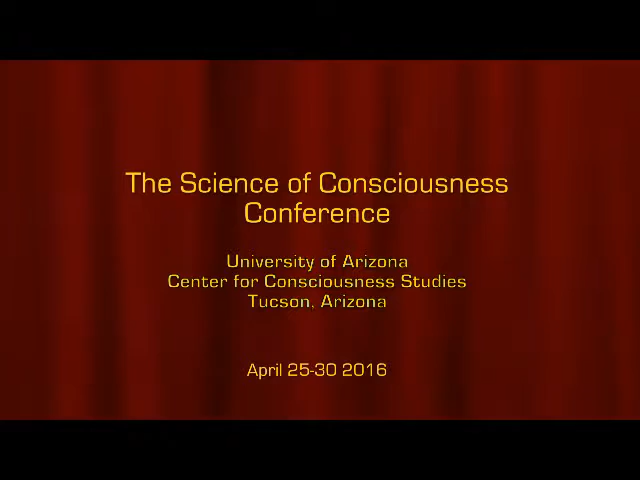 The Science of Consciousness
Conference
University of Arizona
Center for Consciousness Studies
Tucson, Arizona
April 25-30 2016